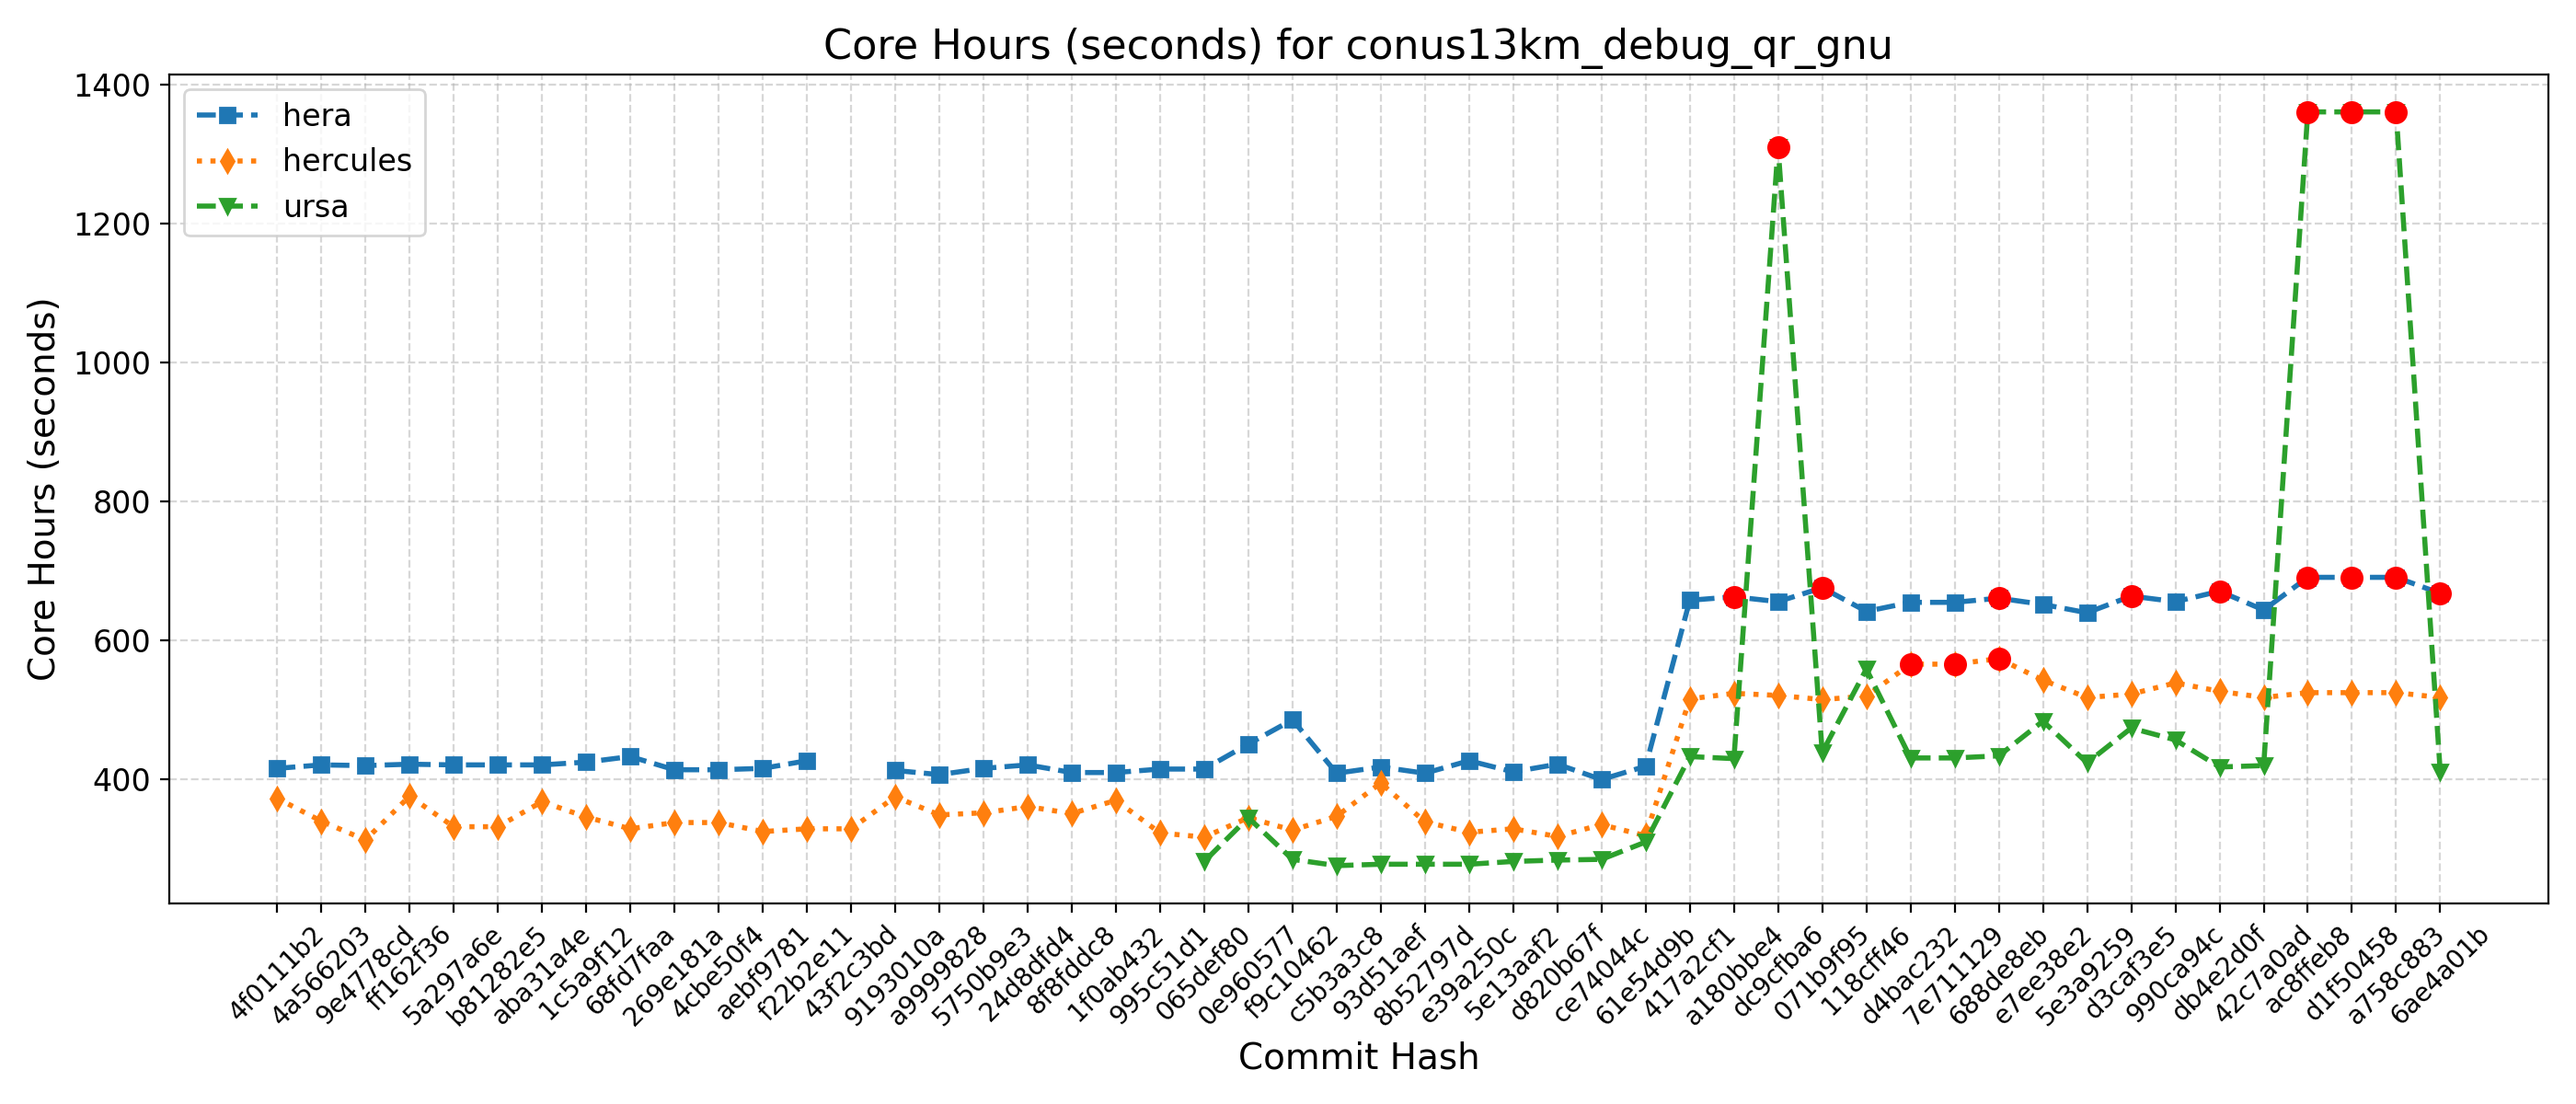 Core Hours (seconds) for conus13km_debug_qr_gnu
hera
hercules
ursa
Core Hours (seconds)
1400
1200
1000
800
600
400
4f0111b2
4a566203
9e4778cd
ff162f36
5a297a6e
b81282e5
aba31a4e
1c5a9f12
68fd7faa
269e181a
4cbe50f4
aebf9781
f22b2e11
43f2c3bd
9193010a
a9999828
5750b9e3
24d8dfd4
8f8fddc8
1f0ab432
995c51d1
065def80
0e960577
f9c10462
c5b3a3c8
93d51aef
8b52797d
e39a250c
5e13aaf2
d820b67f
ce74044c
61e54d9b
417a2cf1
a180bbe4
dc9cfba6
071b9f95
118cff46
d4bac232
7e711129
688de8eb
e7ee38e2
5e3a9259
d3caf3e5
990ca94c
db4e2d0f
42c7a0ad
ac8ffeb8
d1f50458
a758c883
6ae4a01b
Commit Hash